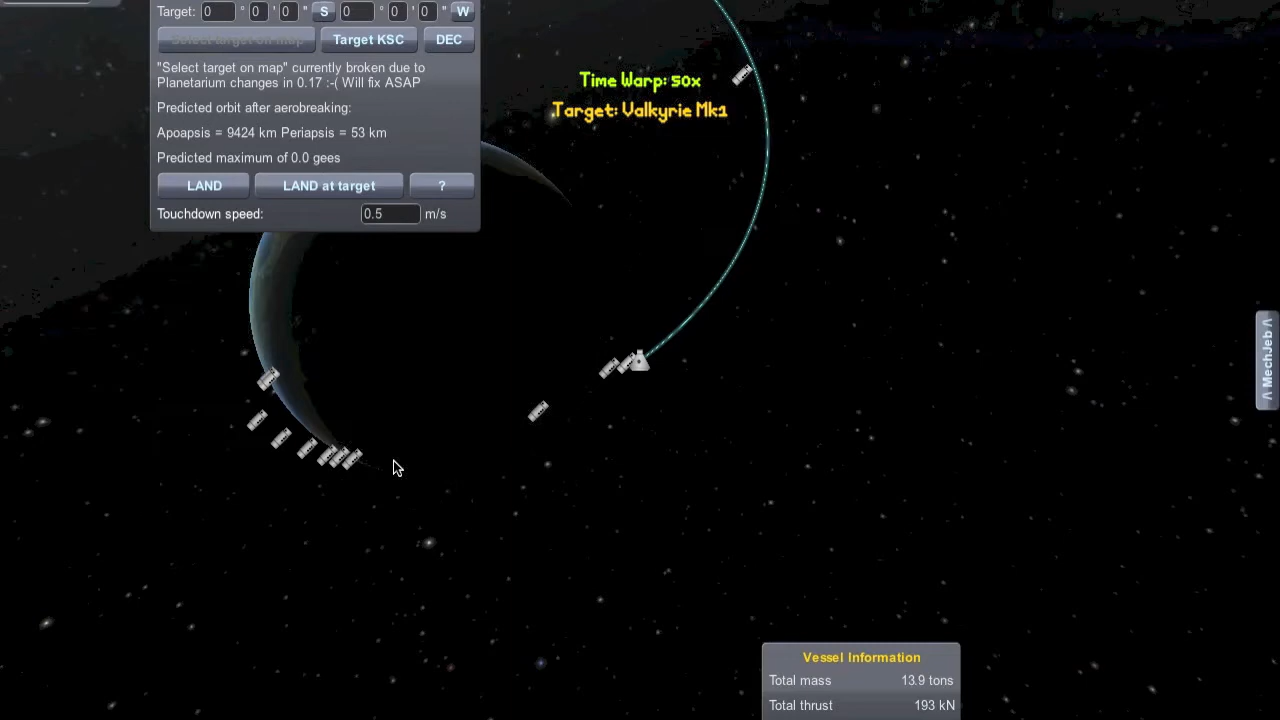 Target: 0 ° 0 ' 0 " S 0 ° 0 ' 0 " W
Select target on map Target KSC DEC
"Select target on map" currently broken due to
Planetarium changes in 0.17 :-( Will fix ASAP
Predicted orbit after aerobreaking:
Apoapsis = 9424 km Periapsis = 53 km
Predicted maximum of 0.0 gees
LAND LAND at target ?
Touchdown speed: 0.5 m/s
Time Warp: 50x
Target: Valkyrie Mk1
Λ MechJeb Λ
Vessel Information
Total mass 13.9 tons
Total thrust 193 kN